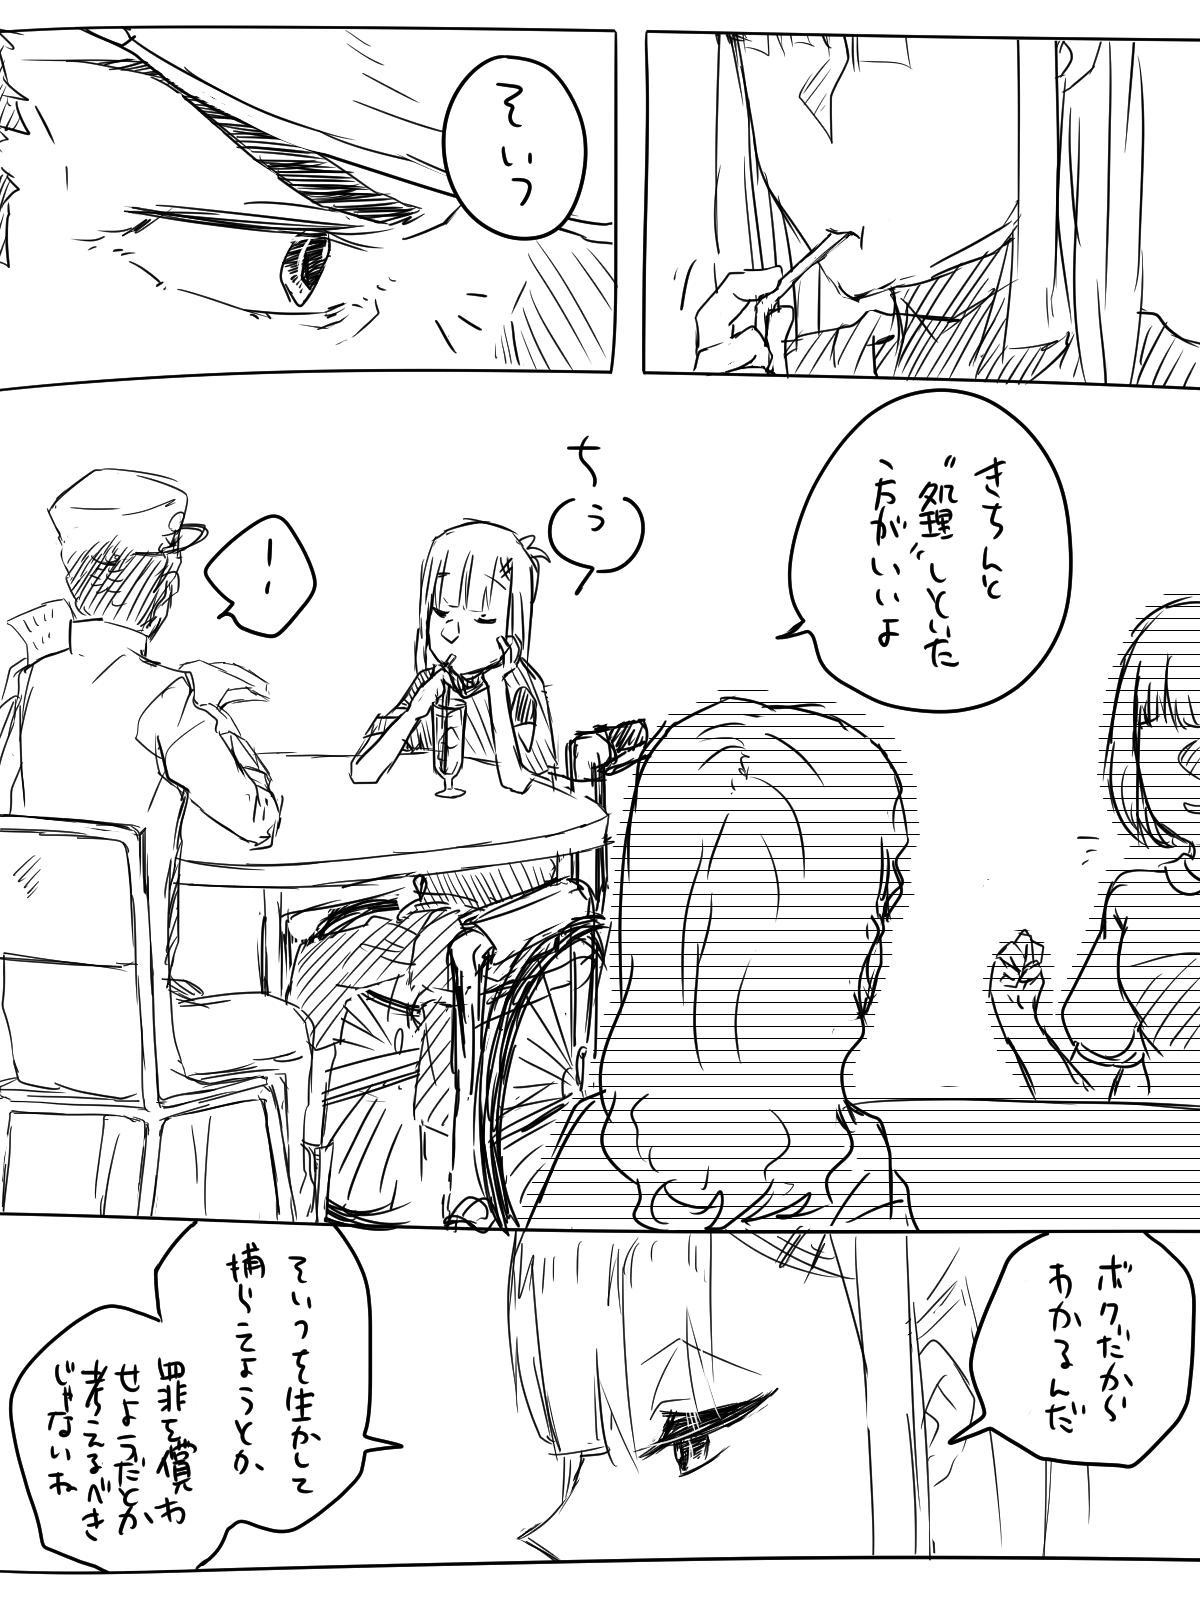 そいつ
きちんと
“処理”しといた
方がいいよ
ちぅ
！
ボクだから
わかるんだ
そいつを生かして
捕らえようとか、
罪を償わ
せようだとか
考えるべき
じゃないね